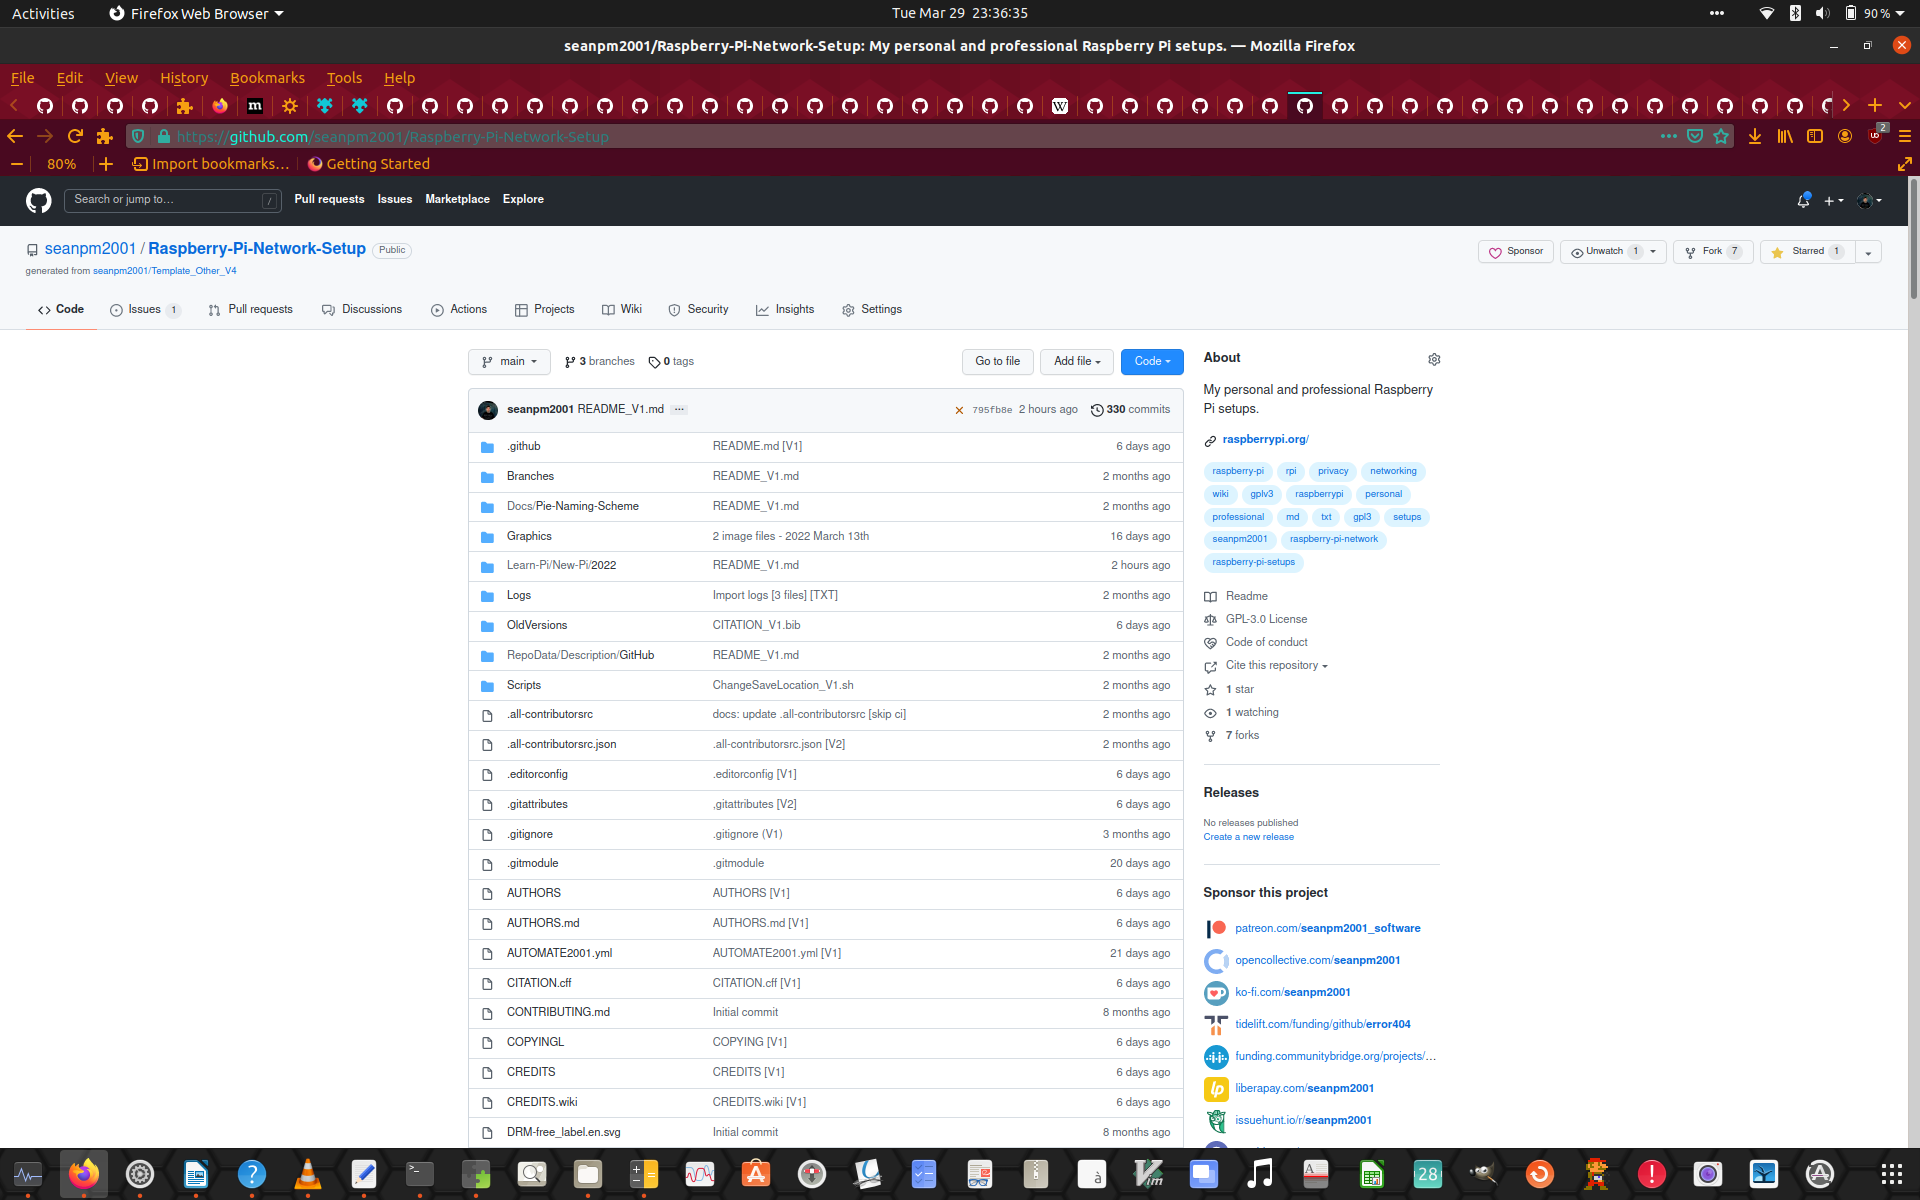 Activities Firefox Web Browser Tue Mar 29 23:36:35 90 %
seanpm2001/Raspberry-Pi-Network-Setup: My personal and professional Raspberry Pi setups. — Mozilla Firefox
File Edit View History Bookmarks Tools Help
https://github.com/seanpm2001/Raspberry-Pi-Network-Setup 2
80% Import bookmarks… Getting Started
Search or jump to… / Pull requests Issues Marketplace Explore
seanpm2001 / Raspberry-Pi-Network-Setup Public Sponsor Unwatch 1 Fork 7 Starred 1
generated from seanpm2001/Template_Other_V4
Code Issues 1 Pull requests Discussions Actions Projects Wiki Security Insights Settings
main 3 branches 0 tags Go to file Add file Code
seanpm2001 README_V1.md ... 795fb8e 2 hours ago 330 commits
.github README.md [V1] 6 days ago
Branches README_V1.md 2 months ago
Docs/Pie-Naming-Scheme README_V1.md 2 months ago
Graphics 2 image files - 2022 March 13th 16 days ago
Learn-Pi/New-Pi/2022 README_V1.md 2 hours ago
Logs Import logs [3 files] [TXT] 2 months ago
OldVersions CITATION_V1.bib 6 days ago
RepoData/Description/GitHub README_V1.md 2 months ago
Scripts ChangeSaveLocation_V1.sh 2 months ago
.all-contributorsrc docs: update .all-contributorsrc [skip ci] 2 months ago
.all-contributorsrc.json .all-contributorsrc.json [V2] 2 months ago
.editorconfig .editorconfig [V1] 6 days ago
.gitattributes ,gitattributes [V2] 6 days ago
.gitignore .gitignore (V1) 3 months ago
.gitmodule .gitmodule 20 days ago
AUTHORS AUTHORS [V1] 6 days ago
AUTHORS.md AUTHORS.md [V1] 6 days ago
AUTOMATE2001.yml AUTOMATE2001.yml [V1] 21 days ago
CITATION.cff CITATION.cff [V1] 6 days ago
CONTRIBUTING.md Initial commit 8 months ago
COPYINGL COPYING [V1] 6 days ago
CREDITS CREDITS [V1] 6 days ago
CREDITS.wiki CREDITS.wiki [V1] 6 days ago
DRM-free_label.en.svg Initial commit 8 months ago
About
My personal and professional Raspberry
Pi setups.
raspberrypi.org/
raspberry-pi rpi privacy networking
wiki gplv3 raspberrypi personal
professional md txt gpl3 setups
seanpm2001 raspberry-pi-network
raspberry-pi-setups
Readme
GPL-3.0 License
Code of conduct
Cite this repository
1 star
1 watching
7 forks
Releases
No releases published
Create a new release
Sponsor this project
patreon.com/seanpm2001_software
opencollective.com/seanpm2001
ko-fi.com/seanpm2001
tidelift.com/funding/github/error404
funding.communitybridge.org/projects/…
liberapay.com/seanpm2001
issuehunt.io/r/seanpm2001
28